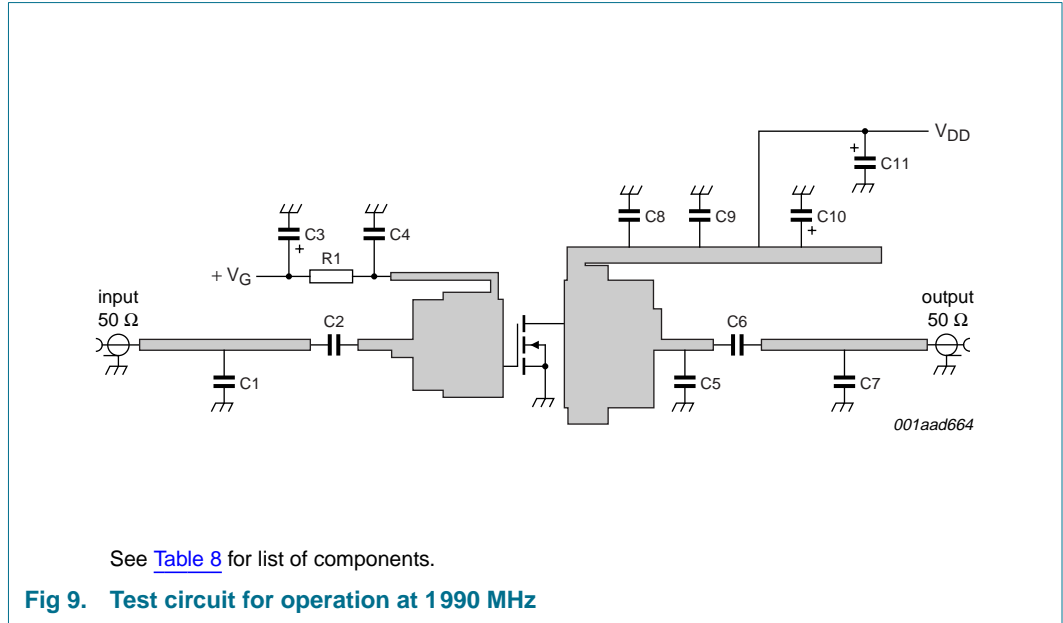 V_DD
+
C11
C8
C9
C10
+
C3
+
C4
R1
+ V_G
input
50 Ω
C2
C1
output
50 Ω
C6
C5
C7
001aad664
See Table 8 for list of components.
Fig 9. Test circuit for operation at 1990 MHz